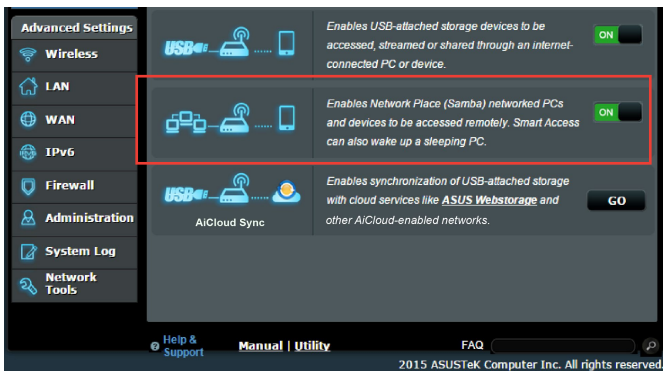 Advanced Settings
Wireless
LAN
WAN
IPv6
Firewall
Administration
System Log
Network
Tools
USB
Enables USB-attached storage devices to be
accessed, streamed or shared through an internet-
connected PC or device.
ON
Enables Network Place (Samba) networked PCs
and devices to be accessed remotely. Smart Access
can also wake up a sleeping PC.
ON
USB
AiCloud Sync
Enables synchronization of USB-attached storage
with cloud services like ASUS Webstorage and
other AiCloud-enabled networks.
GO
Help &
Support
Manual | Utility
FAQ
2015 ASUSTeK Computer Inc. All rights reserved.